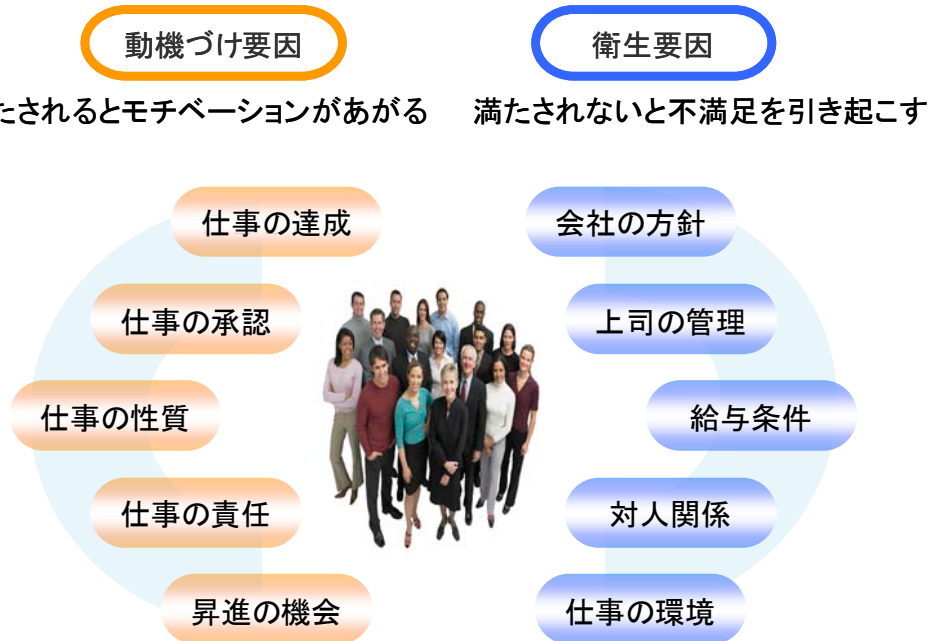 動機づけ要因
衛生要因
たされるとモチベーションがあがる
満たされないと不満足を引き起こす
仕事の達成
会社の方針
仕事の承認
上司の管理
仕事の性質
給与条件
仕事の責任
対人関係
昇進の機会
仕事の環境